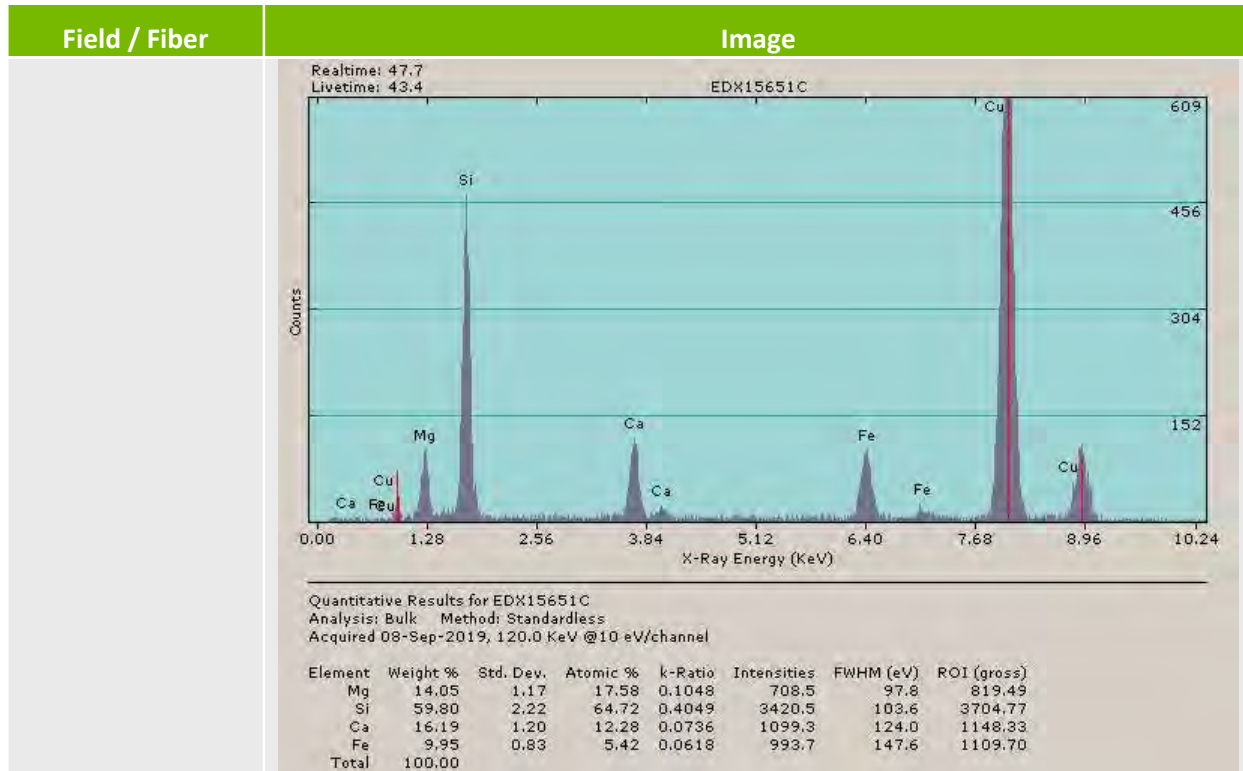 Field / Fiber
Image
Realtime: 47.7
Livetime: 43.4
EDX15651C
Cu
609
Si
456
304
Ca
152
Mg
Fe
Cu
Ca
Fe
Cu
Ca
Counts
0.00 1.28 2.56 3.84 5.12 6.40 7.68 8.96 10.24
X-Ray Energy (KeV)
Quantitative Results for EDX15651C
Analysis: Bulk Method: Standardless
Acquired 08-Sep-2019, 120.0 KeV @10 eV/channel
Element Weight % Std. Dev. Atomic % k-Ratio Intensities FWHM (eV) ROI (gross)
Mg 14.05 1.17 17.58 0.1048 708.5 97.8 819.49
Si 59.80 2.22 64.72 0.4049 3420.5 103.6 3704.77
Ca 16.19 1.20 12.28 0.0736 1099.3 124.0 1148.33
Fe 9.95 0.83 5.42 0.0618 993.7 147.6 1109.70
Total 100.00